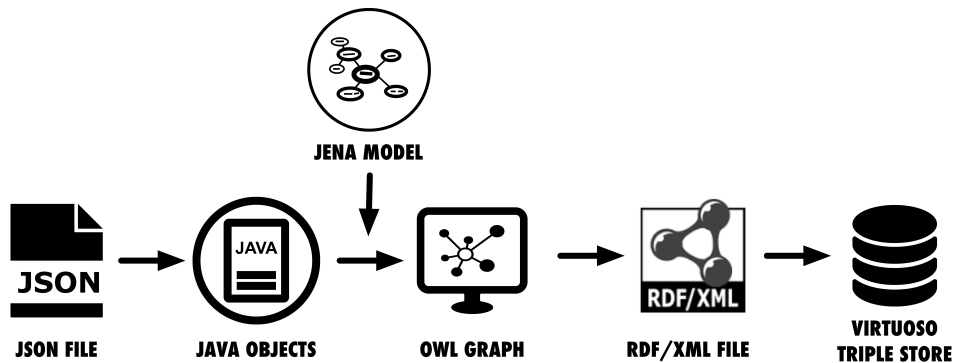 JENA MODEL
JSON
JAVA
RDF/XML
JSON FILE
JAVA OBJECTS
OWL GRAPH
RDF/XML FILE
VIRTUOSO
TRIPLE STORE